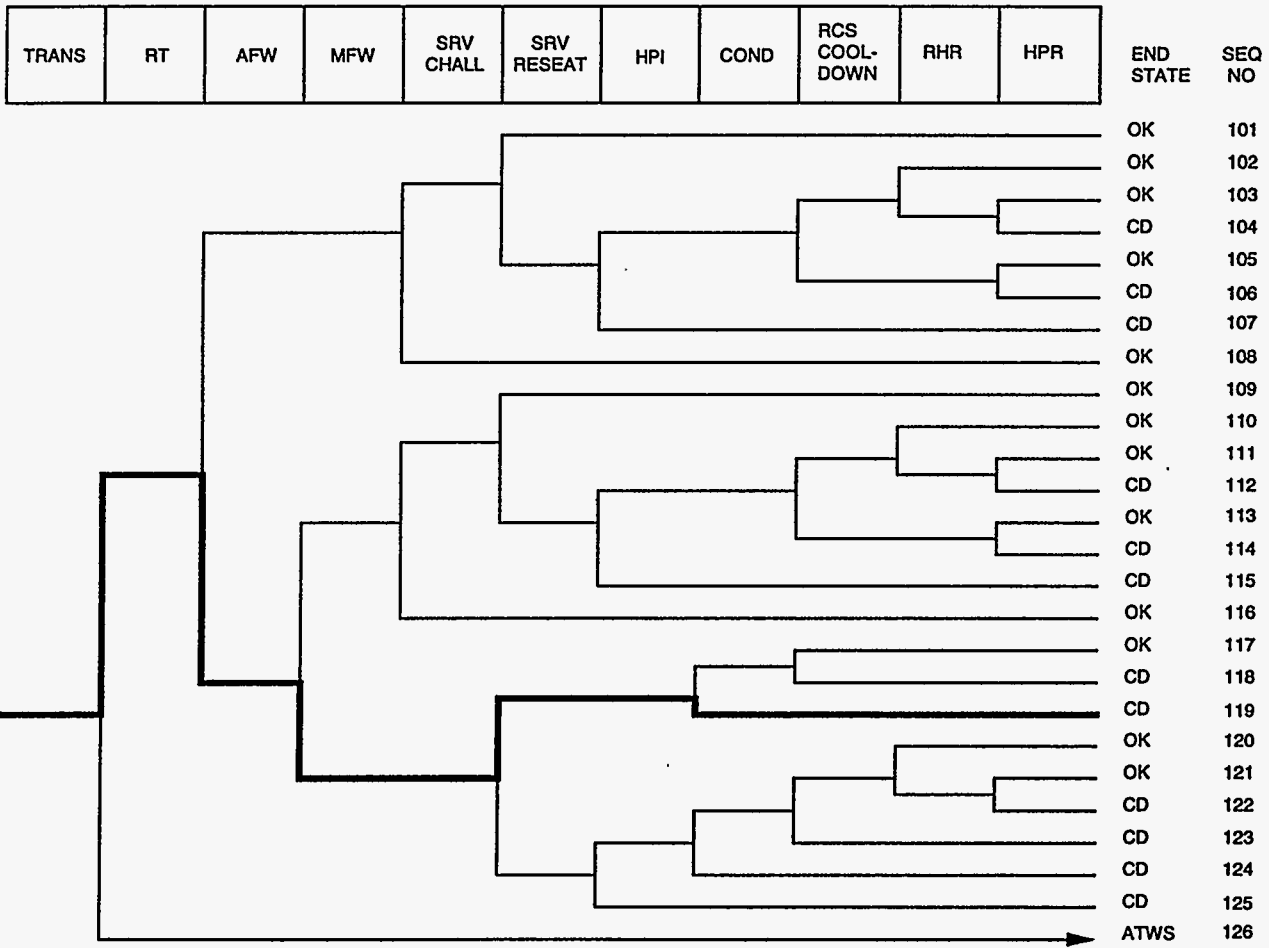 TRANS RT AFW MFW SRV CHALL SRV RESEAT HPI COND RCS COOL-DOWN RHR HPR END STATE SEQ NO
OK 101
OK 102
OK 103
CD 104
OK 105
CD 106
CD 107
OK 108
OK 109
OK 110
OK 111
CD 112
OK 113
CD 114
CD 115
OK 116
OK 117
CD 118
CD 119
OK 120
OK 121
CD 122
CD 123
CD 124
CD 125
ATWS 126